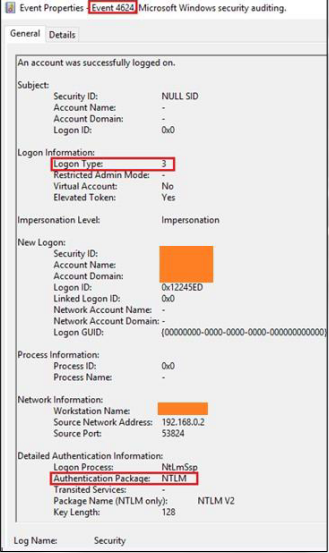 Event Properties - Event 4624, Microsoft Windows security auditing.
General Details
An account was successfully logged on.
Subject:
Security ID: NULL SID
Account Name: -
Account Domain: -
Logon ID: 0x0
Logon Information:
Logon Type: 3
Restricted Admin Mode: -
Virtual Account: No
Elevated Token: Yes
Impersonation Level: Impersonation
New Logon:
Security ID:
Account Name:
Account Domain:
Logon ID: 0x12245ED
Linked Logon ID: 0x0
Network Account Name: -
Network Account Domain: -
Logon GUID: {00000000-0000-0000-0000-000000000000}
Process Information:
Process ID: 0x0
Process Name: -
Network Information:
Workstation Name:
Source Network Address: 192.168.0.2
Source Port: 53824
Detailed Authentication Information:
Logon Process: NtLmSsp
Authentication Package: NTLM
Transited Services: -
Package Name (NTLM only): NTLM V2
Key Length: 128
Log Name: Security